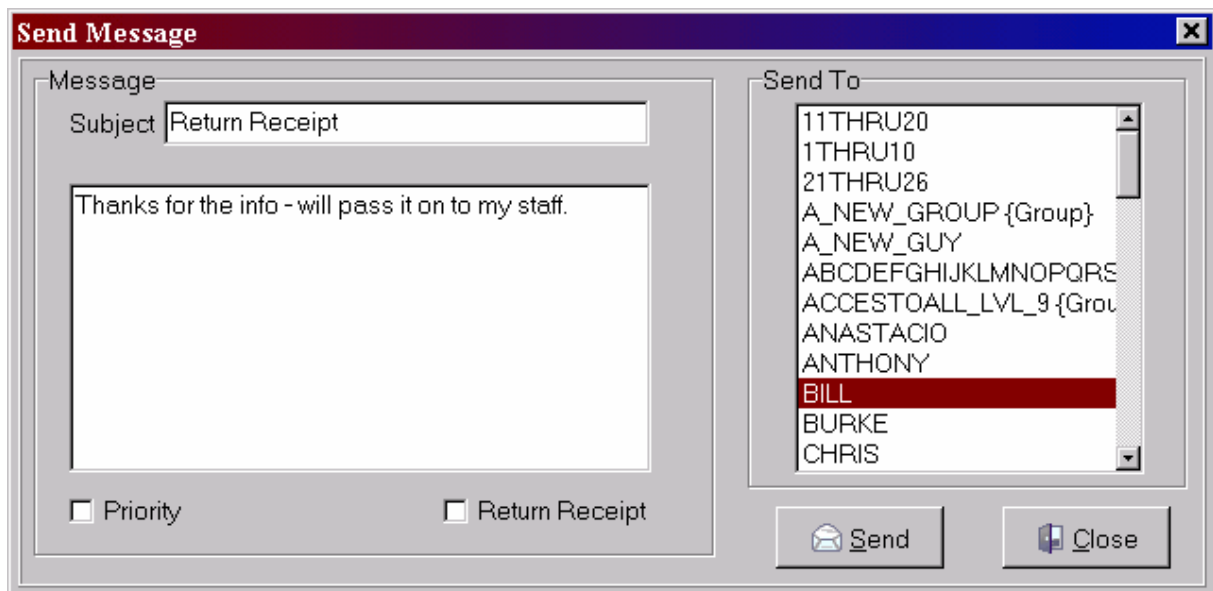 Send Message
Message
Subject Return Receipt
Thanks for the info - will pass it on to my staff.
Priority
Return Receipt
Send To
11THRU20
1THRU10
21THRU26
A_NEW_GROUP {Group}
A_NEW_GUY
ABCDEFGHIJKLMNOPQRS
ACCESTOALL_LVL_9 {Grou
ANASTACIO
ANTHONY
BILL
BURKE
CHRIS
Send
Close